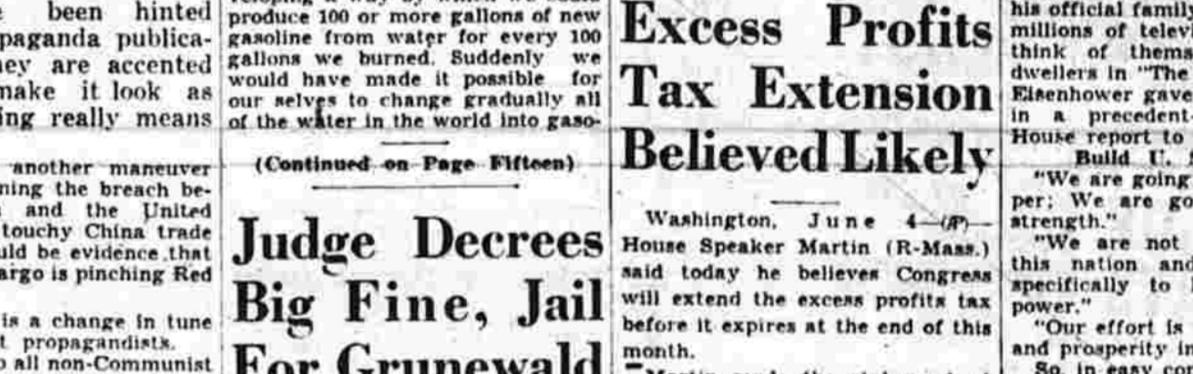 been hinted
paganda publica-
ey are accented
make it look as
ing really means
another maneuver
ning the breach be-
and the United
touchy China trade
uld be evidence that
argo is pinching Red
is a change in tune
t propagandists.
all non-Communist
produce 100 or more gallons of new
gasoline from water for every 100
gallons we burned. Suddenly we
would have made it possible for
our selves to change gradually all
of the water in the world into gaso-
(Continued on Page Fifteen)
Judge Decrees
Big Fine, Jail
For Grunewald
Excess Profits
Tax Extension
Believed Likely
Washington, June 4—(AP)—
House Speaker Martin (R-Mass.)
said today he believes Congress
will extend the excess profits tax
before it expires at the end of this
month.
his official family
millions of telev
think of thems
dwellers in "The
Eisenhower gave
in a precedent-
House report to
Build U.
"We are going
per; We are go
strength."
"We are not
this nation and
specifically to
power."
"Our effort is
and prosperity in
So, in easy con